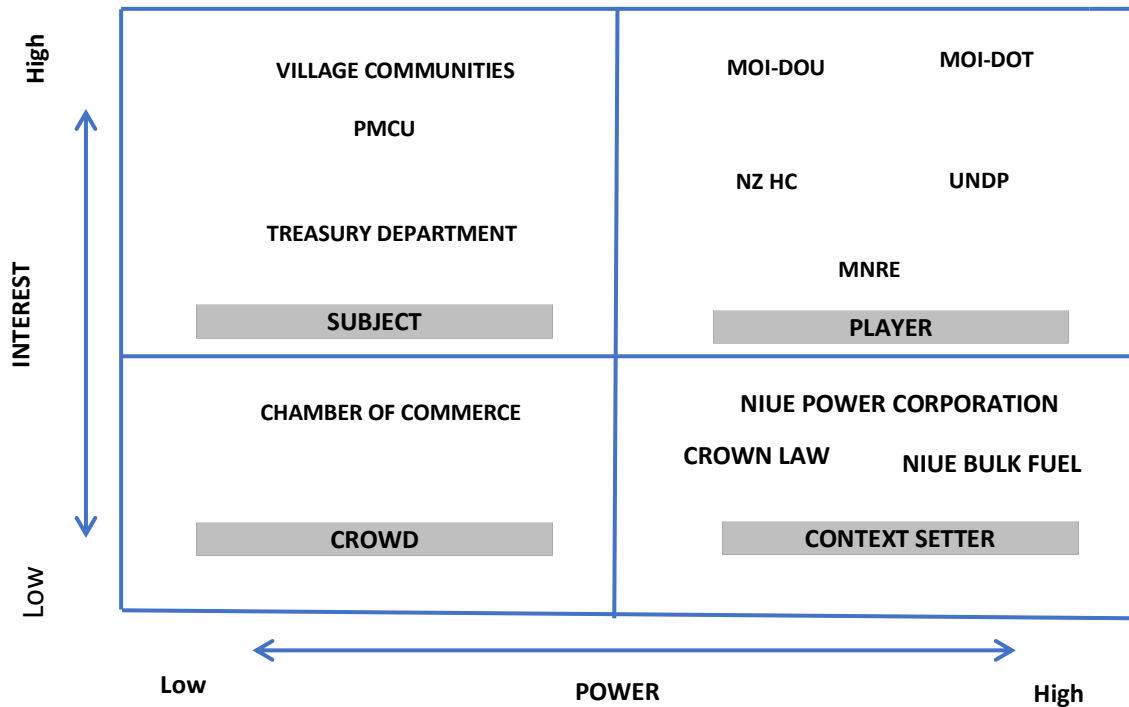 High
VILLAGE COMMUNITIES
MOI-DOU
MOI-DOT
PMCU
NZ HC
UNDP
TREASURY DEPARTMENT
MNRE
SUBJECT
PLAYER
INTEREST
CHAMBER OF COMMERCE
NIUE POWER CORPORATION
CROWN LAW
NIUE BULK FUEL
CROWD
CONTEXT SETTER
Low
Low
POWER
High